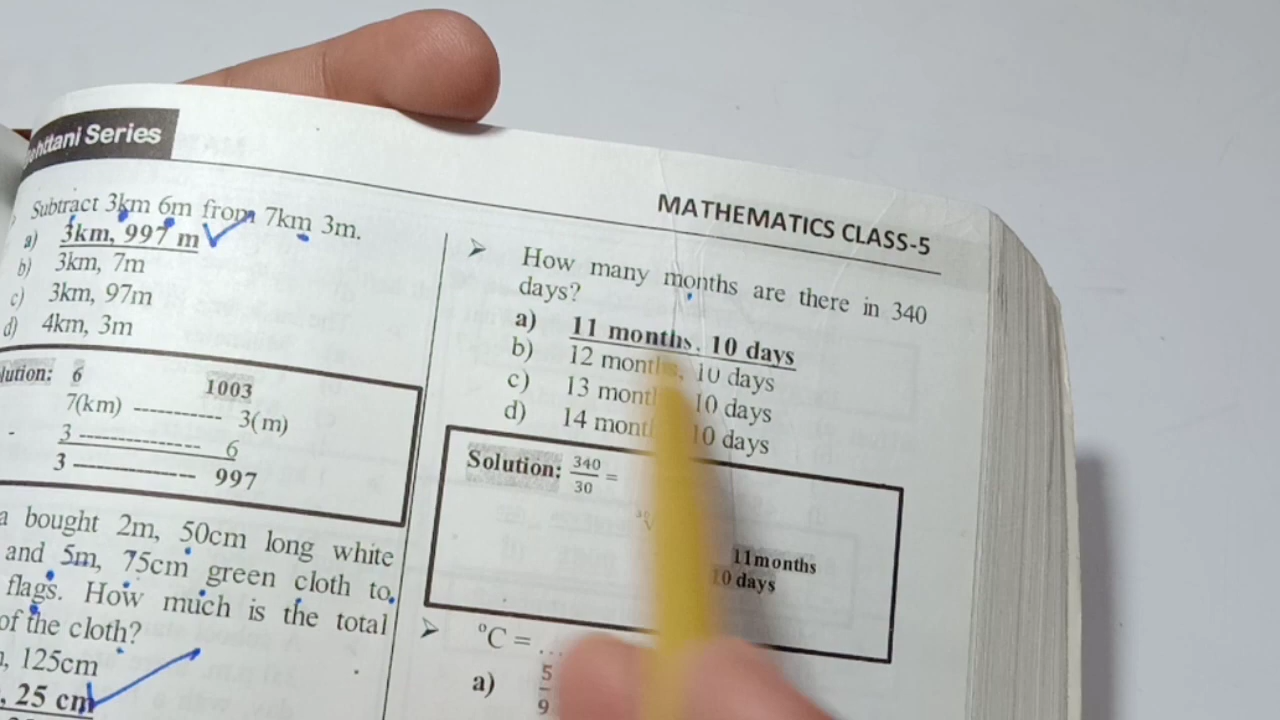 ohttani Series
MATHEMATICS CLASS-5
Subtract 3km 6m from 7km 3m.
a) 3km, 997 m
b) 3km, 7m
c) 3km, 97m
d) 4km, 3m
lution: 6 1003
7(km) ----------- 3(m)
- 3 --------------- 6
3 --------------- 997
a bought 2m, 50cm long white
and 5m, 75cm green cloth to
flags. How much is the total
of the cloth?
, 125cm
, 25 cm
How many months are there in 340
days?
a) 11 months, 10 days
b) 12 months, 10 days
c) 13 mont 10 days
d) 14 mont 10 days
Solution: 340/30 =
11months
10 days
°C = ...
a) 5/9